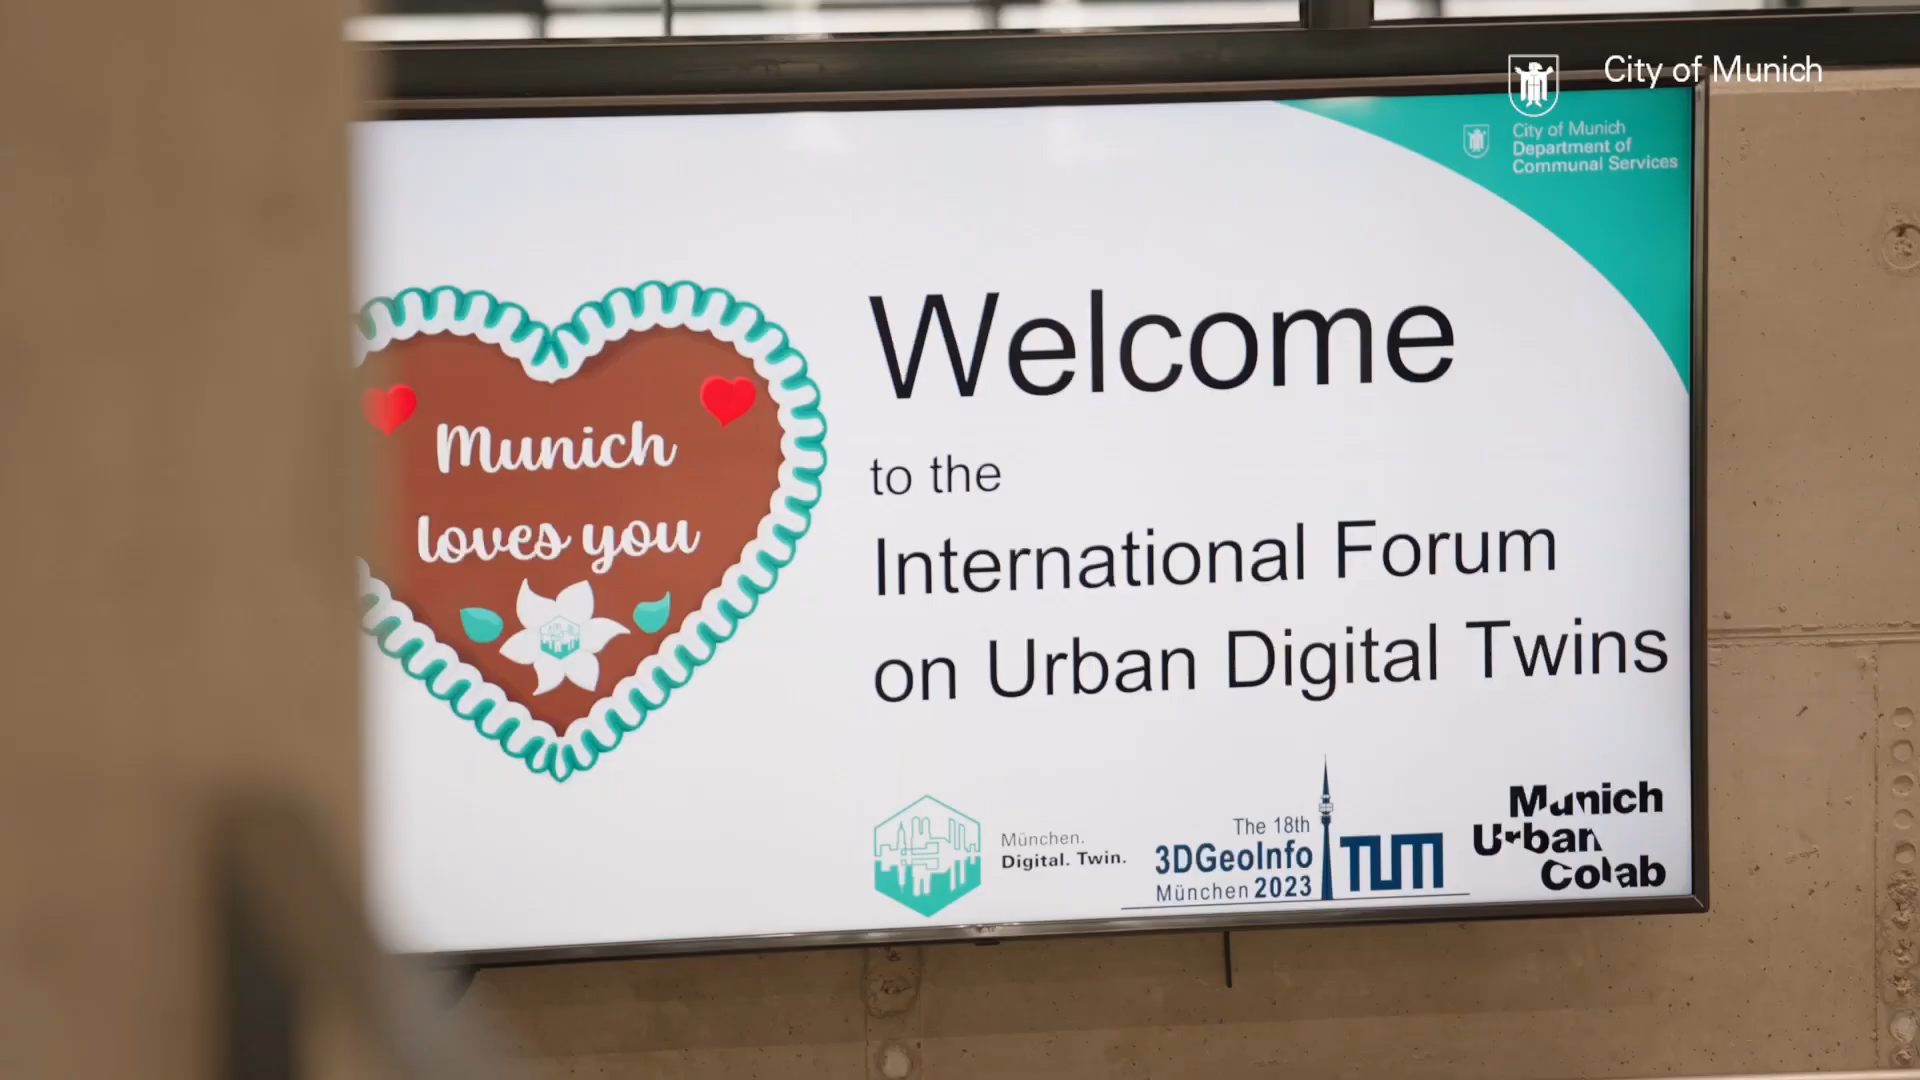 City of Munich
City of Munich
Department of
Communal Services
Munich
loves you
Welcome
to the
International Forum
on Urban Digital Twins
München.
Digital. Twin.
The 18th
3DGeoInfo
München 2023
TUM
Munich
Urban
Colab